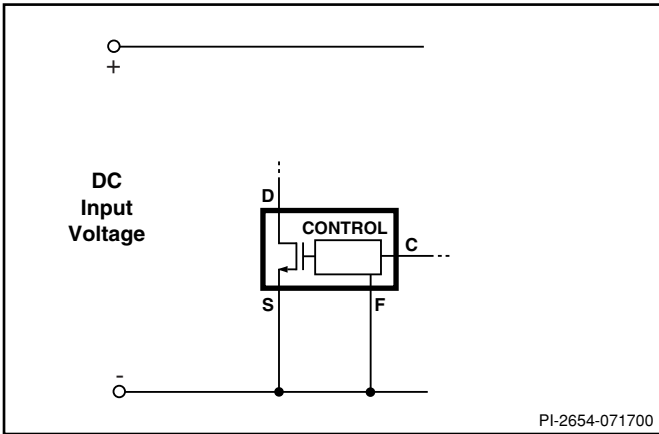 +
DC
Input
Voltage
D
CONTROL
C
S
F
-
PI-2654-071700